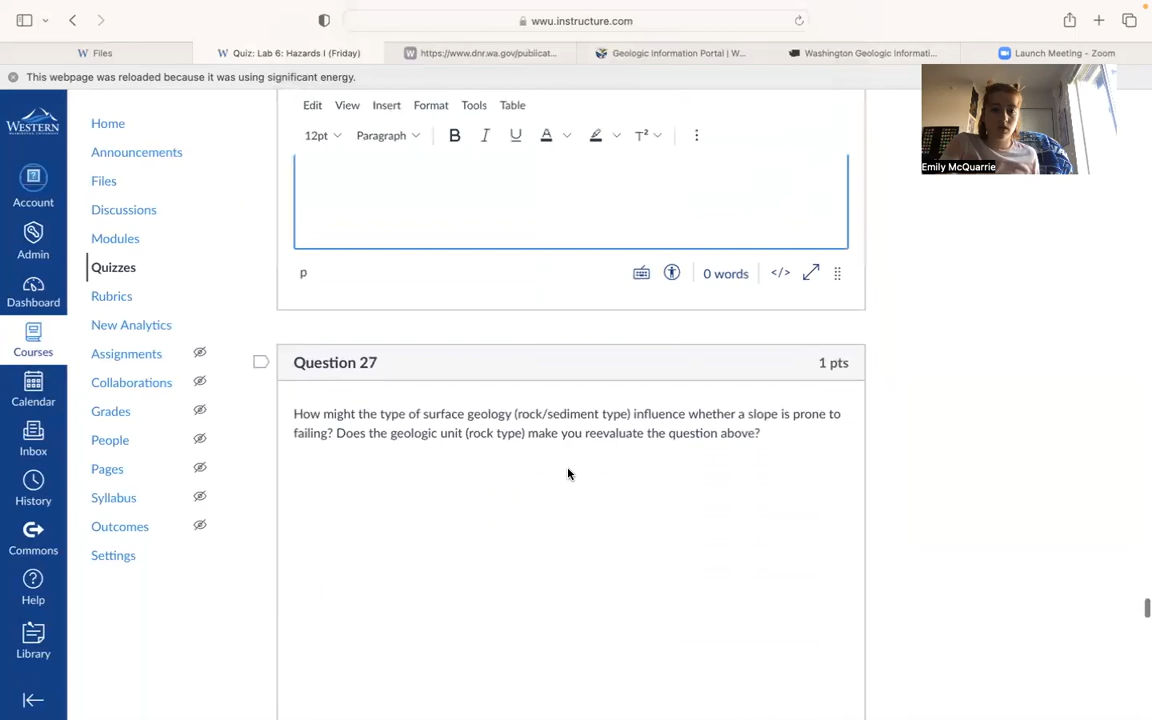 wwu.instructure.com
Files
Quiz: Lab 6: Hazards I (Friday)
https://www.dnr.wa.gov/publicat...
Geologic Information Portal | W...
Washington Geologic Informati...
Launch Meeting - Zoom
This webpage was reloaded because it was using significant energy.
WESTERN
Account
Admin
Dashboard
Courses
Calendar
Inbox
History
Commons
Help
Library
Home
Announcements
Files
Discussions
Modules
Quizzes
Rubrics
New Analytics
Assignments
Collaborations
Grades
People
Pages
Syllabus
Outcomes
Settings
Edit View Insert Format Tools Table
12pt Paragraph B I U A T²
p
0 words </>
Question 27
1 pts
How might the type of surface geology (rock/sediment type) influence whether a slope is prone to
failing? Does the geologic unit (rock type) make you reevaluate the question above?
Emily McQuarrie